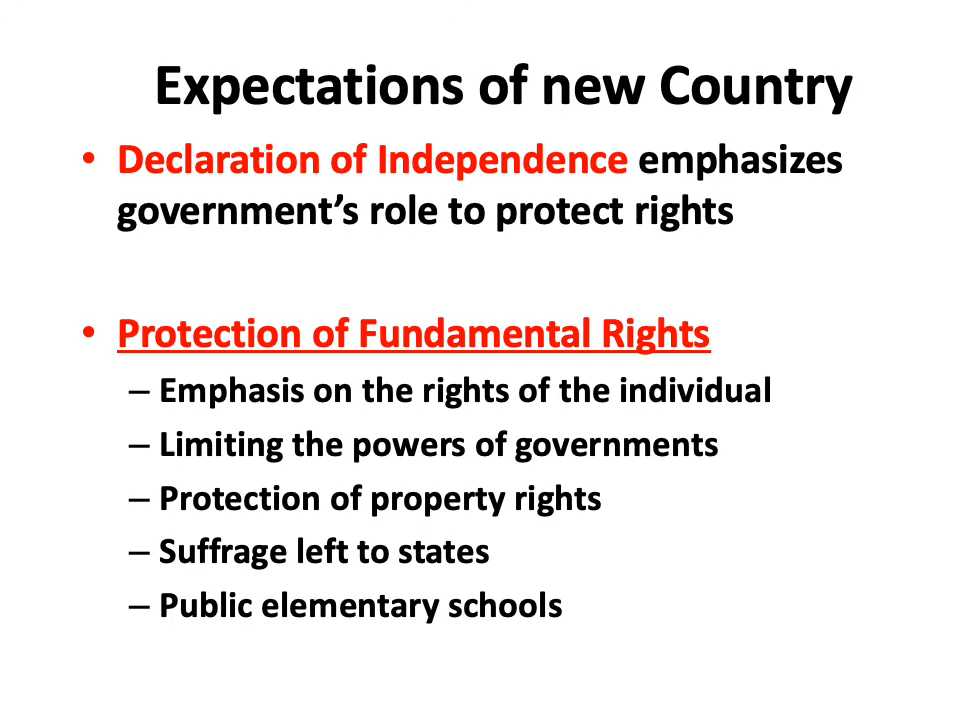 Expectations of new Country
• Declaration of Independence emphasizes
government’s role to protect rights
• Protection of Fundamental Rights
– Emphasis on the rights of the individual
– Limiting the powers of governments
– Protection of property rights
– Suffrage left to states
– Public elementary schools